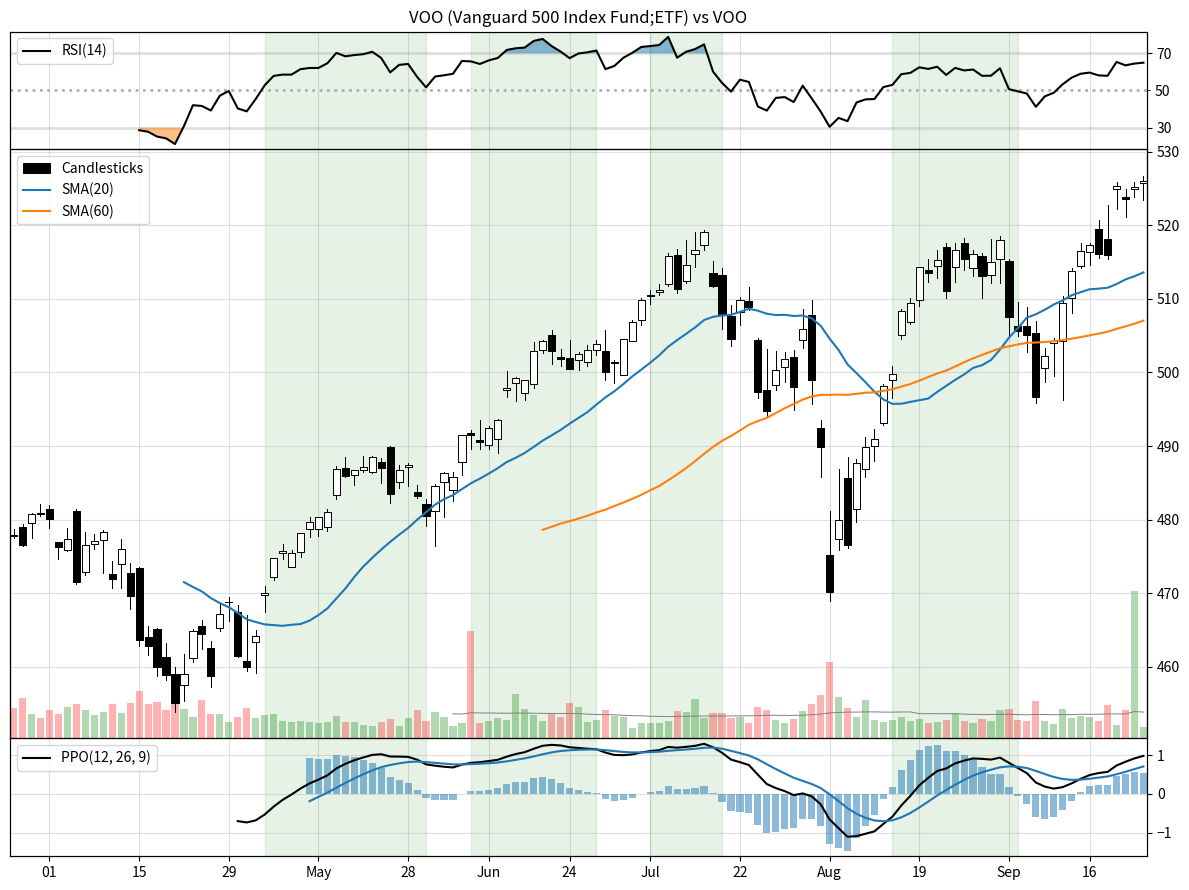 VOO (Vanguard 500 Index Fund;ETF) vs VOO
RSI(14)
70
50
30
Candlesticks
SMA(20)
SMA(60)
530
520
510
500
490
480
470
460
PPO(12, 26, 9)
1
0
−1
01 15 29 May 28 Jun 24 Jul 22 Aug 19 Sep 16